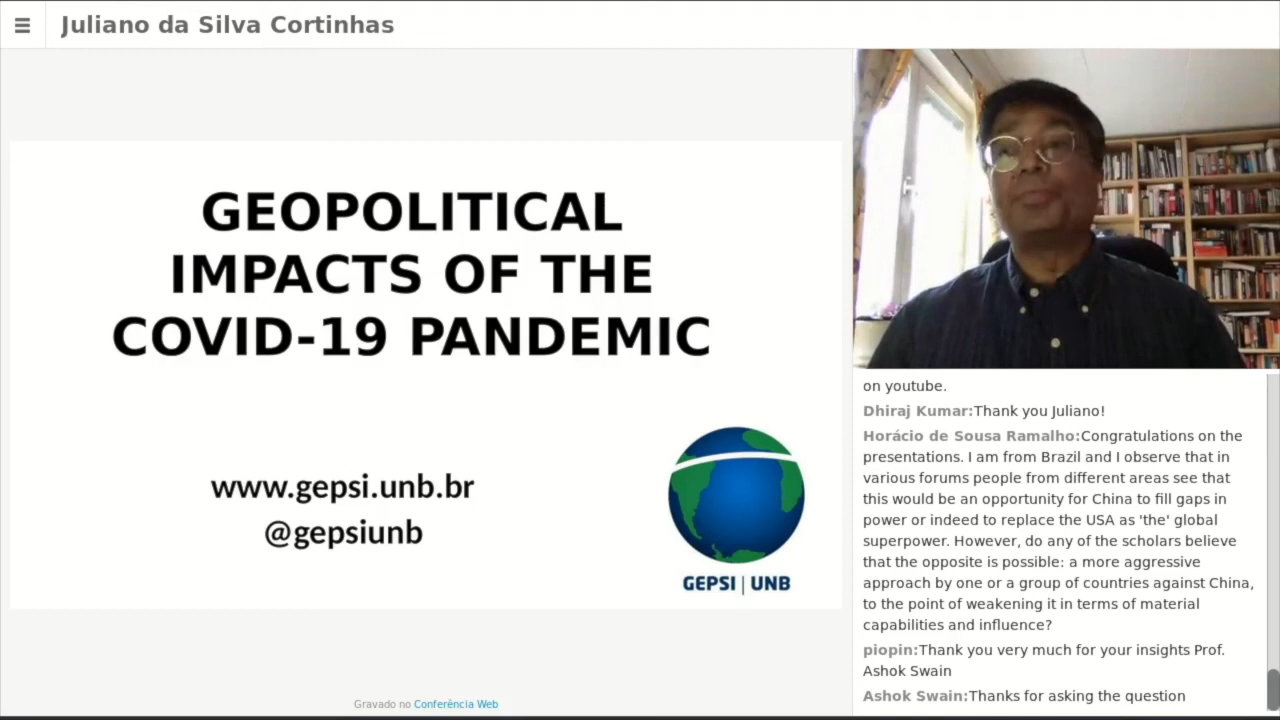 Juliano da Silva Cortinhas
GEOPOLITICAL
IMPACTS OF THE
COVID-19 PANDEMIC
www.gepsi.unb.br
@gepsiunb
GEPSI | UNB
Gravado no Conferência Web
on youtube.
Dhiraj Kumar:Thank you Juliano!
Horácio de Sousa Ramalho:Congratulations on the
presentations. I am from Brazil and I observe that in
various forums people from different areas see that
this would be an opportunity for China to fill gaps in
power or indeed to replace the USA as 'the' global
superpower. However, do any of the scholars believe
that the opposite is possible: a more aggressive
approach by one or a group of countries against China,
to the point of weakening it in terms of material
capabilities and influence?
piopin:Thank you very much for your insights Prof.
Ashok Swain
Ashok Swain:Thanks for asking the question